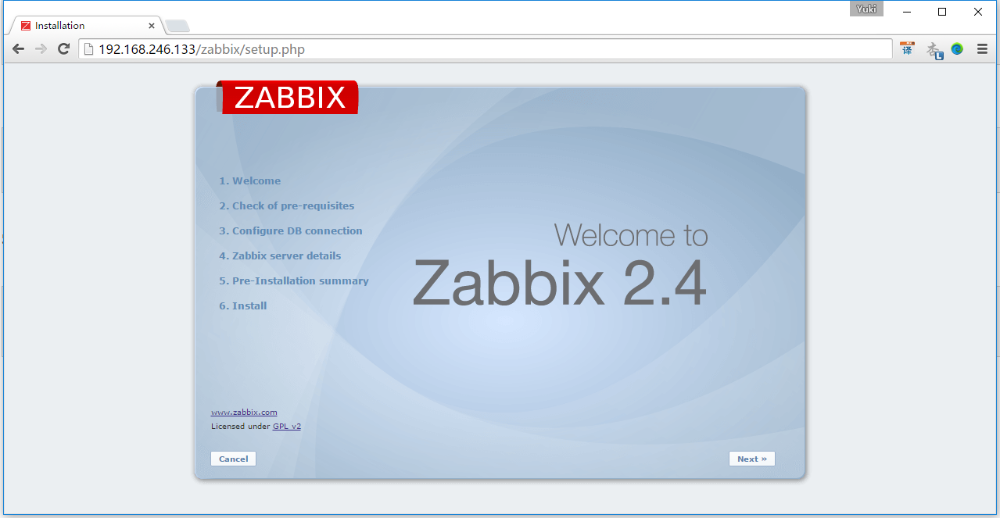 Yuki
Installation
192.168.246.133/zabbix/setup.php
译
ZABBIX
1. Welcome
2. Check of pre-requisites
3. Configure DB connection
4. Zabbix server details
5. Pre-Installation summary
6. Install
Welcome to
Zabbix 2.4
www.zabbix.com
Licensed under GPL v2
Cancel
Next »